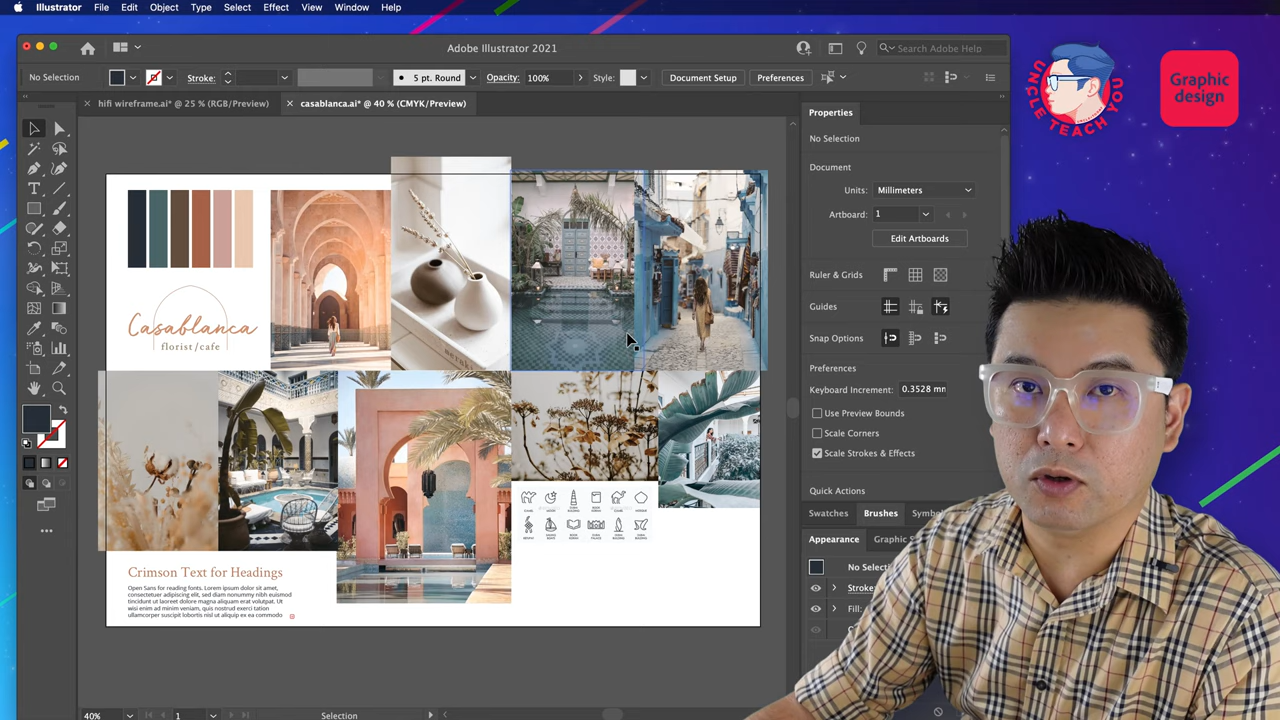 Illustrator File Edit Object Type Select Effect View Window Help
Adobe Illustrator 2021
Search Adobe Help
No Selection
Stroke:
5 pt. Round
Opacity: 100%
Style:
Document Setup
Preferences
hifi wireframe.ai* @ 25 % (RGB/Preview)
casablanca.ai* @ 40 % (CMYK/Preview)
UNCLE TEACH YOU
Graphic
design
Properties
No Selection
Document
Units: Millimeters
Artboard: 1
Edit Artboards
Ruler & Grids
Guides
Snap Options
Preferences
Keyboard Increment: 0.3528 mm
Use Preview Bounds
Scale Corners
Scale Strokes & Effects
Quick Actions
Swatches Brushes Symbo
Appearance Graphic S
No Selecti
Stroke:
Fill:
Casablanca
florist/cafe
Crimson Text for Headings
Open Sans for reading fonts. Lorem ipsum dolor sit amet,
consectetuer adipiscing elit, sed diam nonummy nibh euismod
tincidunt ut laoreet dolore magna aliquam erat volutpat. Ut
wisi enim ad minim veniam, quis nostrud exerci tation
ullamcorper suscipit lobortis nisl ut aliquip ex ea commodo
40%
1
Selection